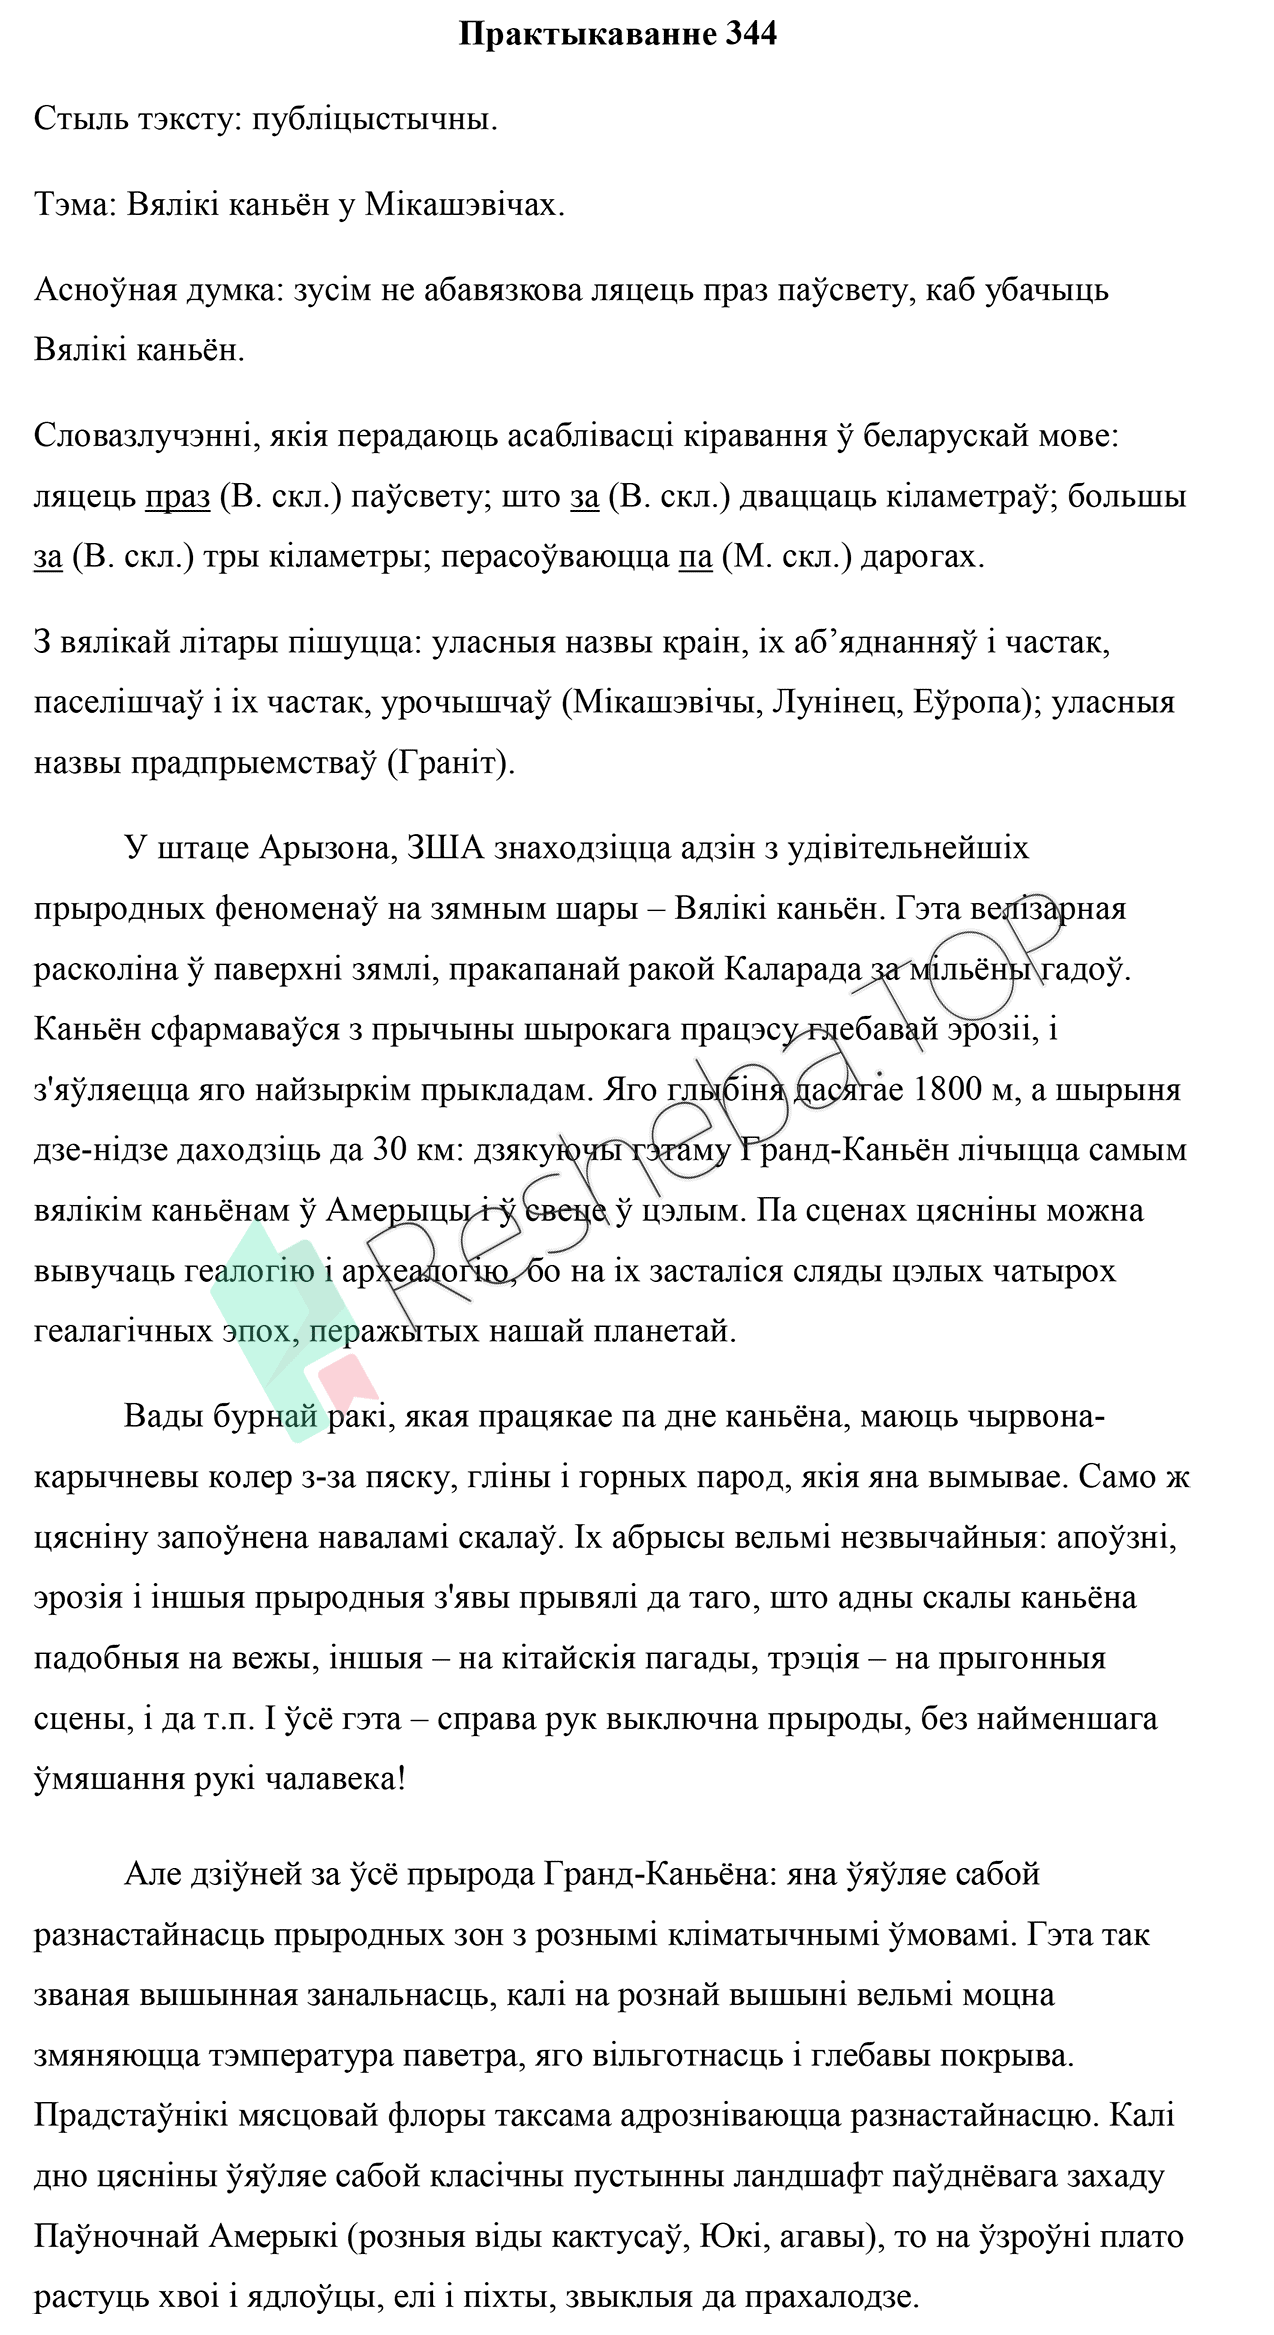 Практыкаванне 344
Стыль тэксту: публіцыстычны.
Тэма: Вялікі каньён у Мікашэвічах.
Асноўная думка: зусім не абавязкова ляцець праз паўсвету, каб убачыць
Вялікі каньён.
Словазлучэнні, якія перадаюць асаблівасці кіравання ў беларускай мове:
ляцець праз (В. скл.) паўсвету; што за (В. скл.) дваццаць кіламетраў; большы
за (В. скл.) тры кіламетры; перасоўваюцца па (М. скл.) дарогах.
З вялікай літары пішуцца: уласныя назвы краін, іх аб’яднанняў і частак,
паселішчаў і іх частак, урочышчаў (Мікашэвічы, Лунінец, Еўропа); уласныя
назвы прадпрыемстваў (Граніт).
У штаце Арызона, ЗША знаходзіцца адзін з удівітельнейшіх
прыродных феноменаў на зямным шары – Вялікі каньён. Гэта велізарная
расколіна ў паверхні зямлі, пракапанай ракой Каларада за мільёны гадоў.
Каньён сфармаваўся з прычыны шырокага працэсу глебавай эрозіі, і
з'яўляецца яго найзыркім прыкладам. Яго глыбіня дасягае 1800 м, а шырыня
дзе-нідзе даходзіць да 30 км: дзякуючы гэтаму Гранд-Каньён лічыцца самым
вялікім каньёнам ў Амерыцы і ў свеце ў цэлым. Па сценах цясніны можна
вывучаць геалогію і археалогію, бо на іх засталіся сляды цэлых чатырох
геалагічных эпох, перажытых нашай планетай.
Вады бурнай ракі, якая працякае па дне каньёна, маюць чырвона-
карычневы колер з-за пяску, гліны і горных парод, якія яна вымывае. Само ж
цясніну запоўнена наваламі скалаў. Іх абрысы вельмі незвычайныя: апоўзні,
эрозія і іншыя прыродныя з'явы прывялі да таго, што адны скалы каньёна
падобныя на вежы, іншыя – на кітайскія пагады, трэція – на прыгонныя
сцены, і да т.п. І ўсё гэта – справа рук выключна прыроды, без найменшага
ўмяшання рукі чалавека!
Але дзіўней за ўсё прырода Гранд-Каньёна: яна ўяўляе сабой
разнастайнасць прыродных зон з рознымі кліматычнымі ўмовамі. Гэта так
званая вышынная занальнасць, калі на рознай вышыні вельмі моцна
змяняюцца тэмпература паветра, яго вільготнасць і глебавы покрыва.
Прадстаўнікі мясцовай флоры таксама адрозніваюцца разнастайнасцю. Калі
дно цясніны ўяўляе сабой класічны пустынны ландшафт паўднёвага захаду
Паўночнай Амерыкі (розныя віды кактусаў, Юкі, агавы), то на ўзроўні плато
растуць хвоі і ядлоўцы, елі і піхты, звыклыя да прахалодзе.
Resheba.TOP